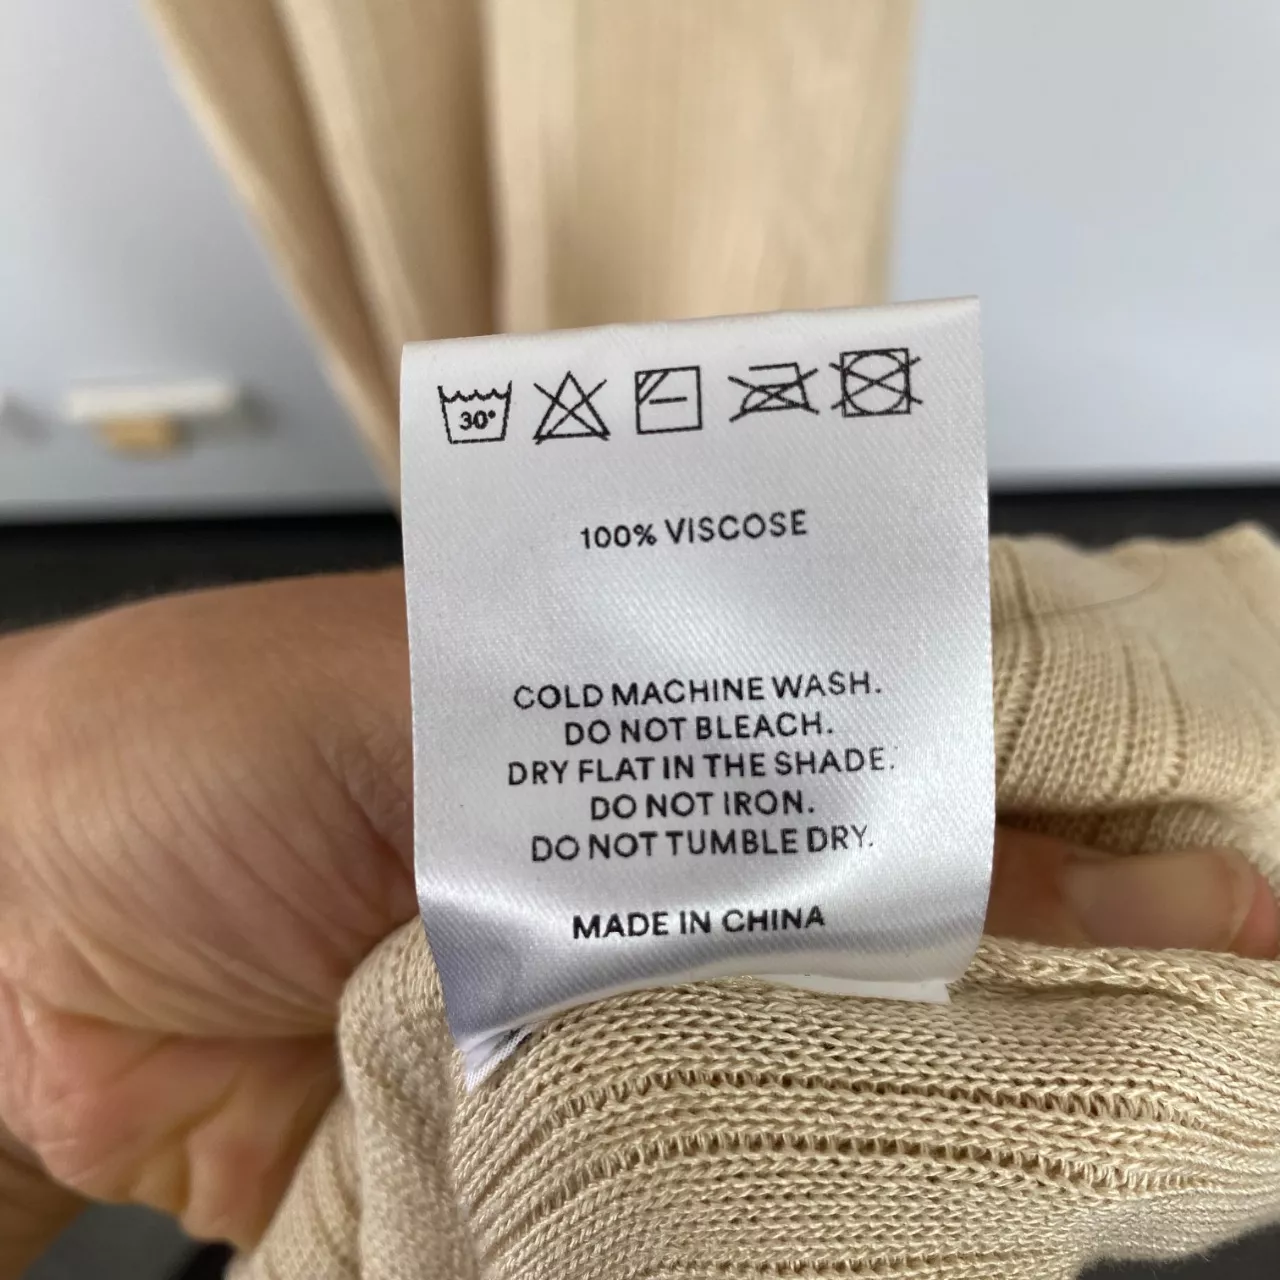 30°
100% VISCOSE
COLD MACHINE WASH.
DO NOT BLEACH.
DRY FLAT IN THE SHADE.
DO NOT IRON.
DO NOT TUMBLE DRY.
MADE IN CHINA